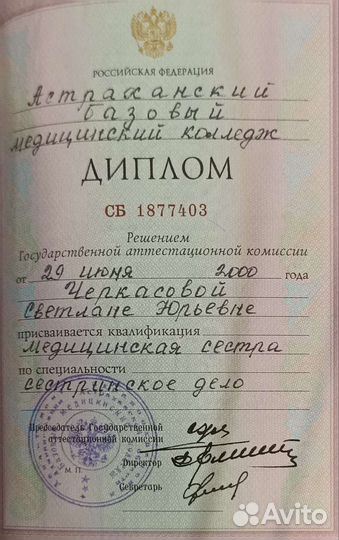 РОССИЙСКАЯ ФЕДЕРАЦИЯ
Астраханский
базовый
медицинский колледж
ДИПЛОМ
СБ 1877403
Решением
Государственной аттестационной комиссии
от 29 июня 2000 года
Черкасовой
Светлане Юрьевне
присваивается квалификация
Медицинская сестра
по специальности
сестринское дело
Председатель Государственной
аттестационной комиссии
Директор
М.П.
Секретарь
Avito